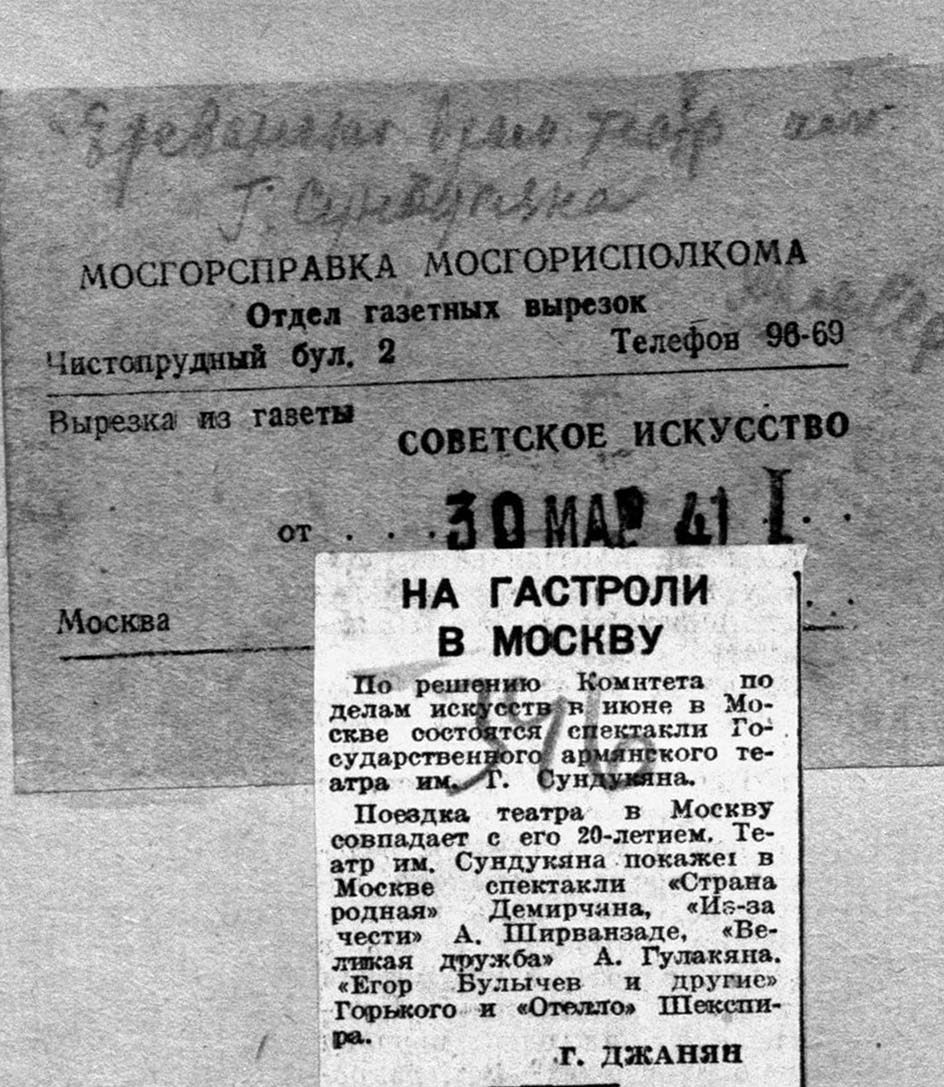 театр им.
Г. Сундукяна
МОСГОРСПРАВКА МОСГОРИСПОЛКОМА
Отдел газетных вырезок
Чистопрудный бул. 2 Телефон 96-69
Вырезка из газеты
СОВЕТСКОЕ ИСКУССТВО
от . . . 30 МАР 41 I . .
Москва
НА ГАСТРОЛИ
В МОСКВУ
По решению Комитета по
делам искусств в июне в Мо-
скве состоятся спектакли Го-
сударственного армянского те-
атра им. Г. Сундукяна.
Поездка театра в Москву
совпадает с его 20-летием. Те-
атр им. Сундукяна покажет в
Москве спектакли «Страна
родная» Демирчяна, «Из-за
чести» А. Ширванзаде, «Ве-
ликая дружба» А. Гулакяна.
«Егор Булычев и другие»
Горького и «Отелло» Шекспи-
ра.
Г. ДЖАНЯН